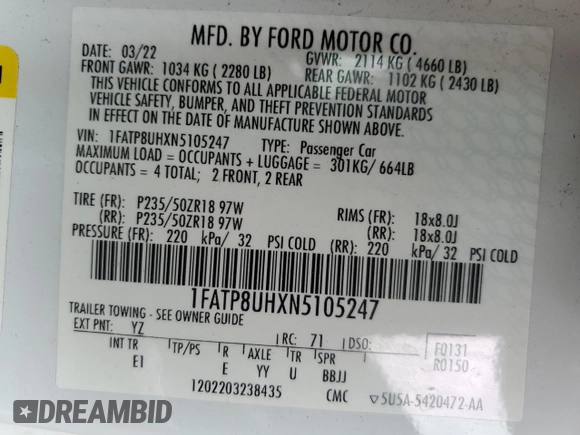 MFD. BY FORD MOTOR CO.
DATE: 03/22 GVWR: 2114 KG ( 4660 LB)
FRONT GAWR: 1034 KG ( 2280 LB) REAR GAWR: 1102 KG ( 2430 LB)
THIS VEHICLE CONFORMS TO ALL APPLICABLE FEDERAL MOTOR
VEHICLE SAFETY, BUMPER, AND THEFT PREVENTION STANDARDS
IN EFFECT ON THE DATE OF MANUFACTURE SHOWN ABOVE.
VIN: 1FATP8UHXN5105247 TYPE: Passenger Car
MAXIMUM LOAD = OCCUPANTS + LUGGAGE = 301KG/ 664LB
OCCUPANTS = 4 TOTAL; 2 FRONT, 2 REAR
TIRE (FR): P235/50ZR18 97W RIMS (FR): 18x8.0J
(RR): P235/50ZR18 97W (RR): 18x8.0J
PRESSURE (FR): 220 kPa/ 32 PSI COLD (RR): 220 kPa/ 32 PSI COLD
1FATP8UHXN5105247
TRAILER TOWING - SEE OWNER GUIDE
EXT PNT: YZ RC: 71 DSO: F0131
INT TR TP/PS R AXLE TR SPR R0150
E1 E YY U BBJJ
1202203238435 CMC ▽5U5A-5420472-AA
DREAMBID